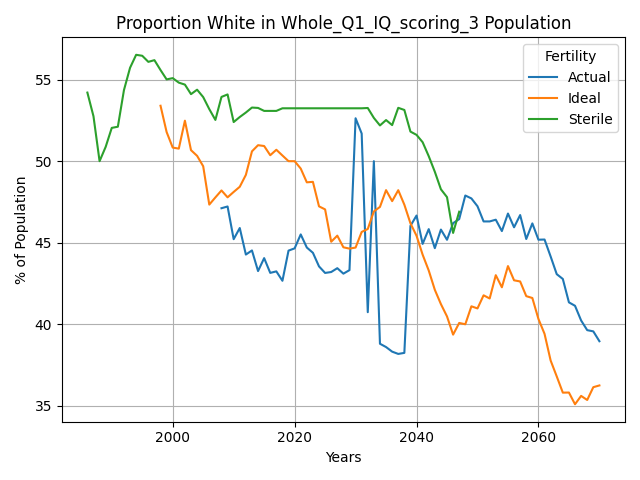 Proportion White in Whole_Q1_IQ_scoring_3 Population
Fertility
Actual
Ideal
Sterile
% of Population
55
50
45
40
35
2000
2020
2040
2060
Years